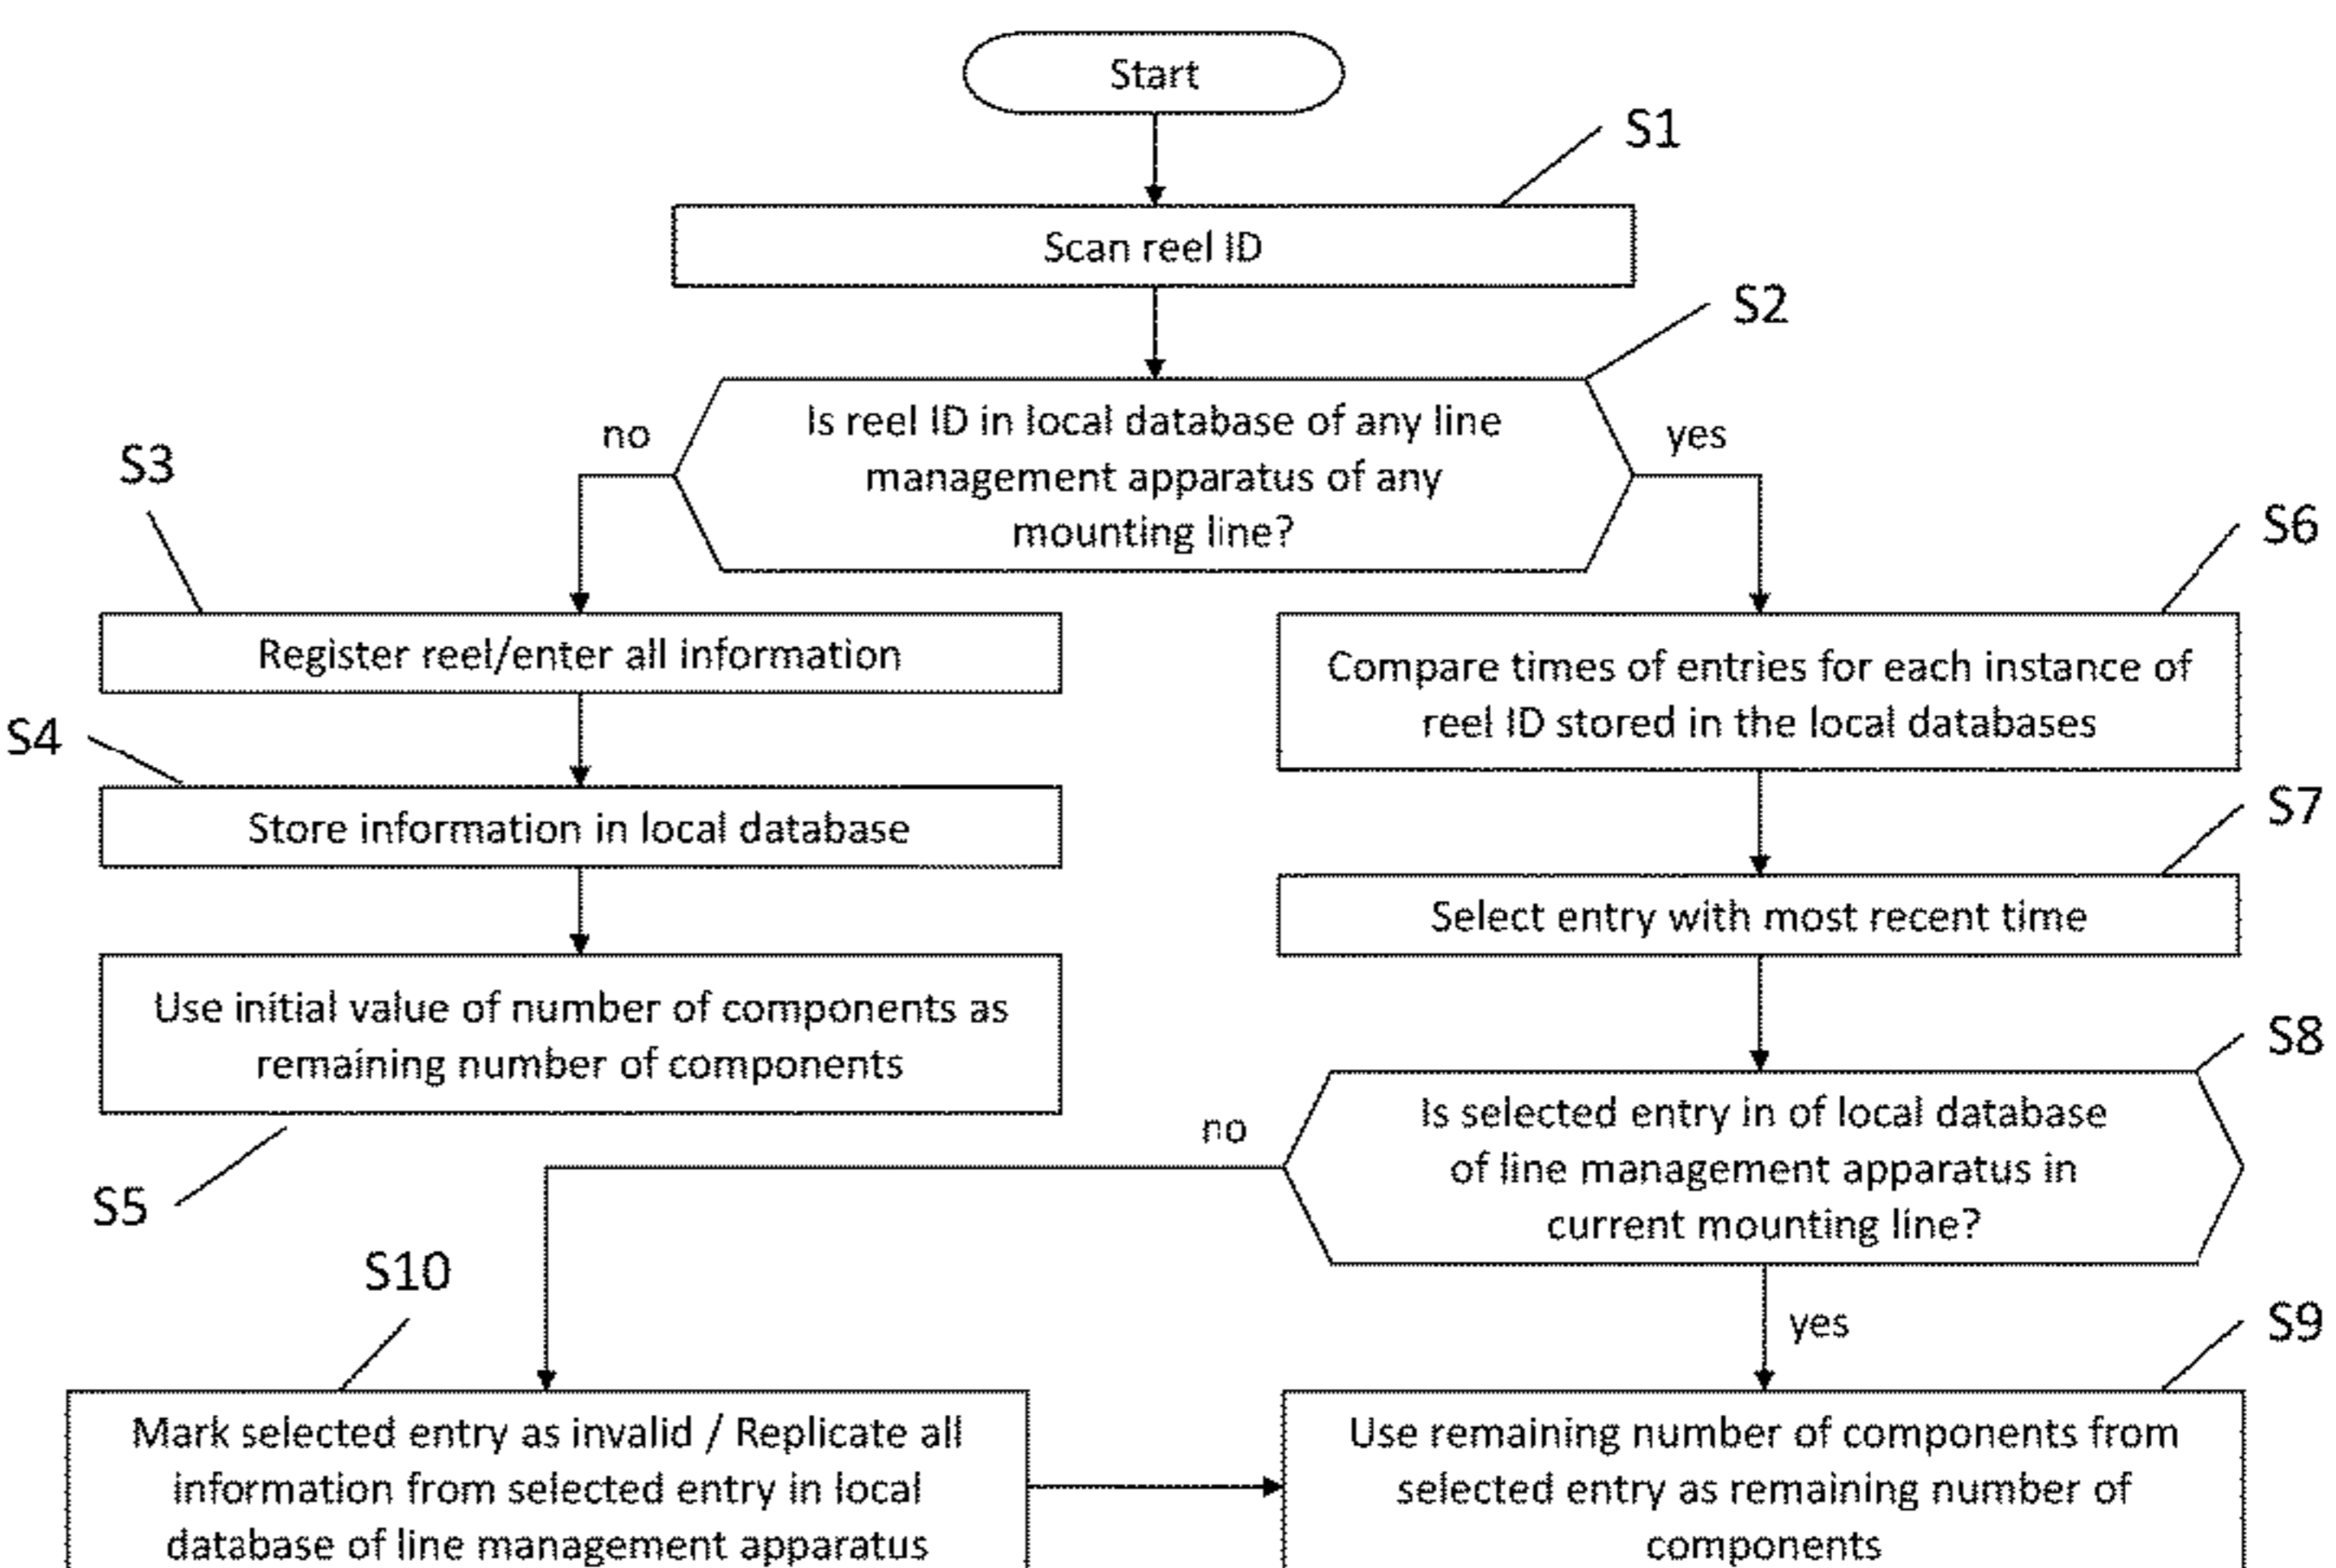 Start
S1
Scan reel ID
S2
Is reel ID in local database of any line
management apparatus of any
mounting line?
no
yes
S3
S6
Register reel/enter all information
Compare times of entries for each instance of
reel ID stored in the local databases
S4
S7
Store information in local database
Select entry with most recent time
Use initial value of number of components as
remaining number of components
S5
S8
Is selected entry in of local database
of line management apparatus in
current mounting line?
no
yes
S10
S9
Mark selected entry as invalid / Replicate all
information from selected entry in local
database of line management apparatus
Use remaining number of components from
selected entry as remaining number of
components